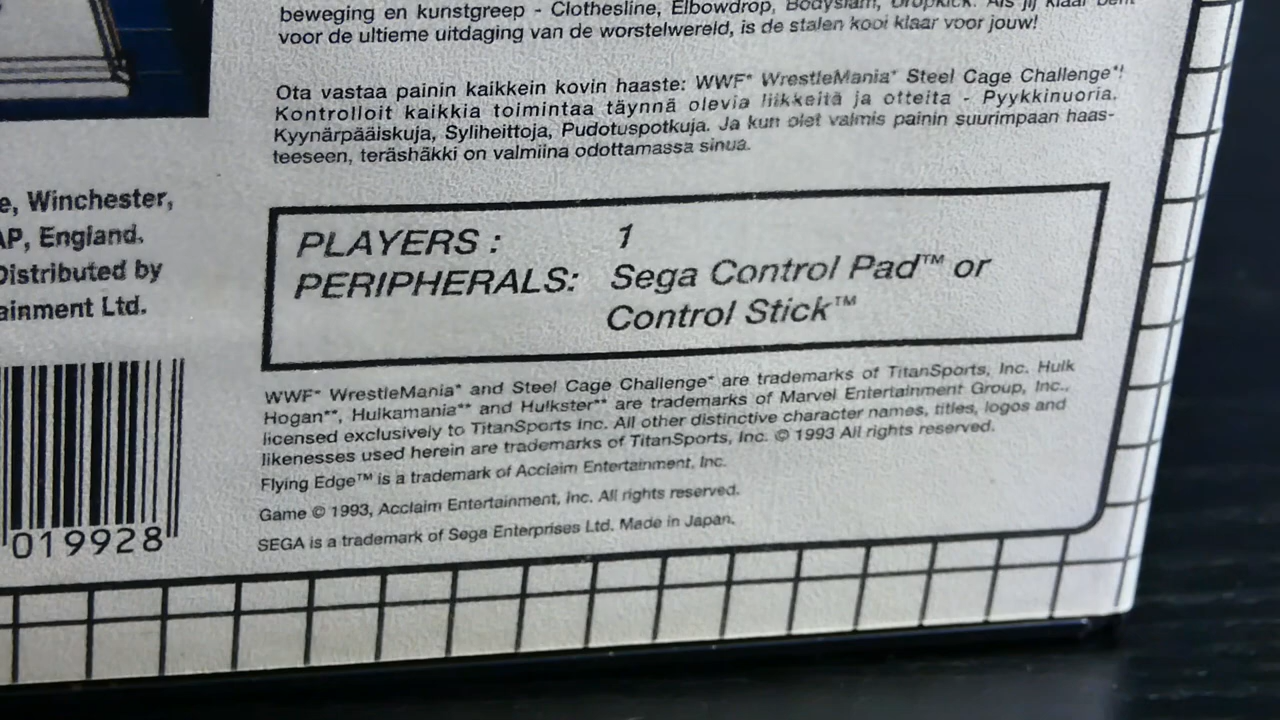 beweging en kunstgreep - Clothesline, Elbowdrop, Bodyslam, Dropkick. Als jij klaar bent
voor de ultieme uitdaging van de worstelwereld, is de stalen kooi klaar voor jouw!
Ota vastaa painin kaikkein kovin haaste: WWF* WrestleMania* Steel Cage Challenge*!
Kontrolloit kaikkia toimintaa täynnä olevia liikkeitä ja otteita - Pyykkinuoria,
Kyynärpääiskuja, Syliheittoja, Pudotuspotkuja. Ja kun olet valmis painin suurimpaan haas-
teeseen, teräshäkki on valmiina odottamassa sinua.
e, Winchester,
AP, England.
Distributed by
ainment Ltd.
019928
PLAYERS : 1
PERIPHERALS: Sega Control Pad™ or
Control Stick™
WWF* WrestleMania* and Steel Cage Challenge* are trademarks of TitanSports, Inc. Hulk
Hogan**, Hulkamania** and Hulkster** are trademarks of Marvel Entertainment Group, Inc.,
licensed exclusively to TitanSports Inc. All other distinctive character names, titles, logos and
likenesses used herein are trademarks of TitanSports, Inc. © 1993 All rights reserved.
Flying Edge™ is a trademark of Acclaim Entertainment, Inc.
Game © 1993, Acclaim Entertainment, Inc. All rights reserved.
SEGA is a trademark of Sega Enterprises Ltd. Made in Japan.